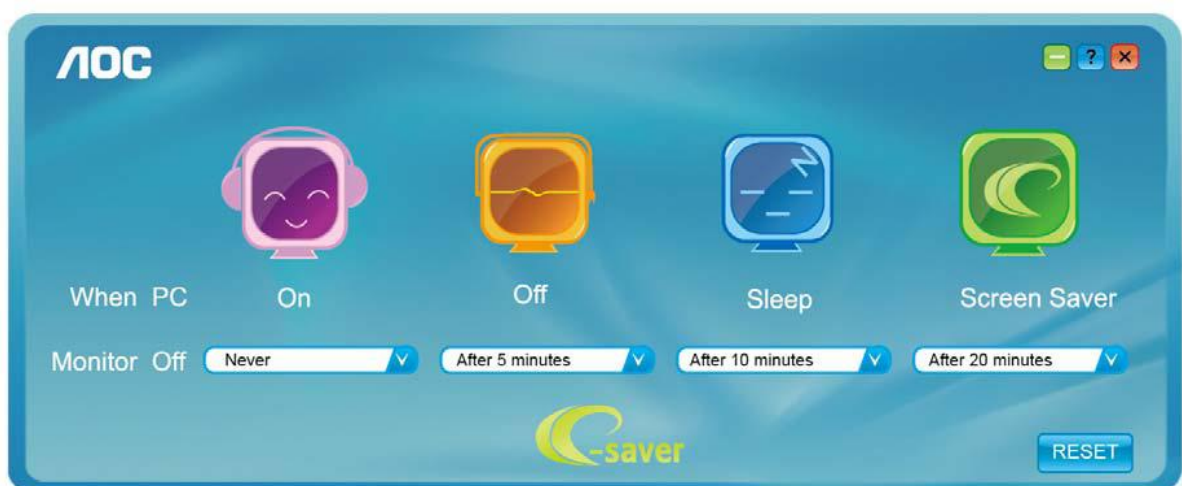 AOC
?
When PC On Off Sleep Screen Saver
Monitor Off Never After 5 minutes After 10 minutes After 20 minutes
e-saver
RESET